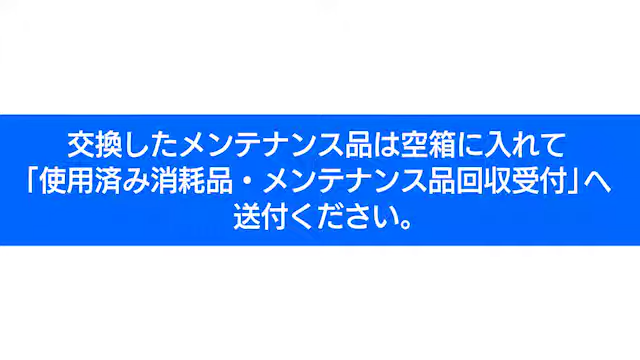 交換したメンテナンス品は空箱に入れて
「使用済み消耗品・メンテナンス品回収受付」へ
送付ください。